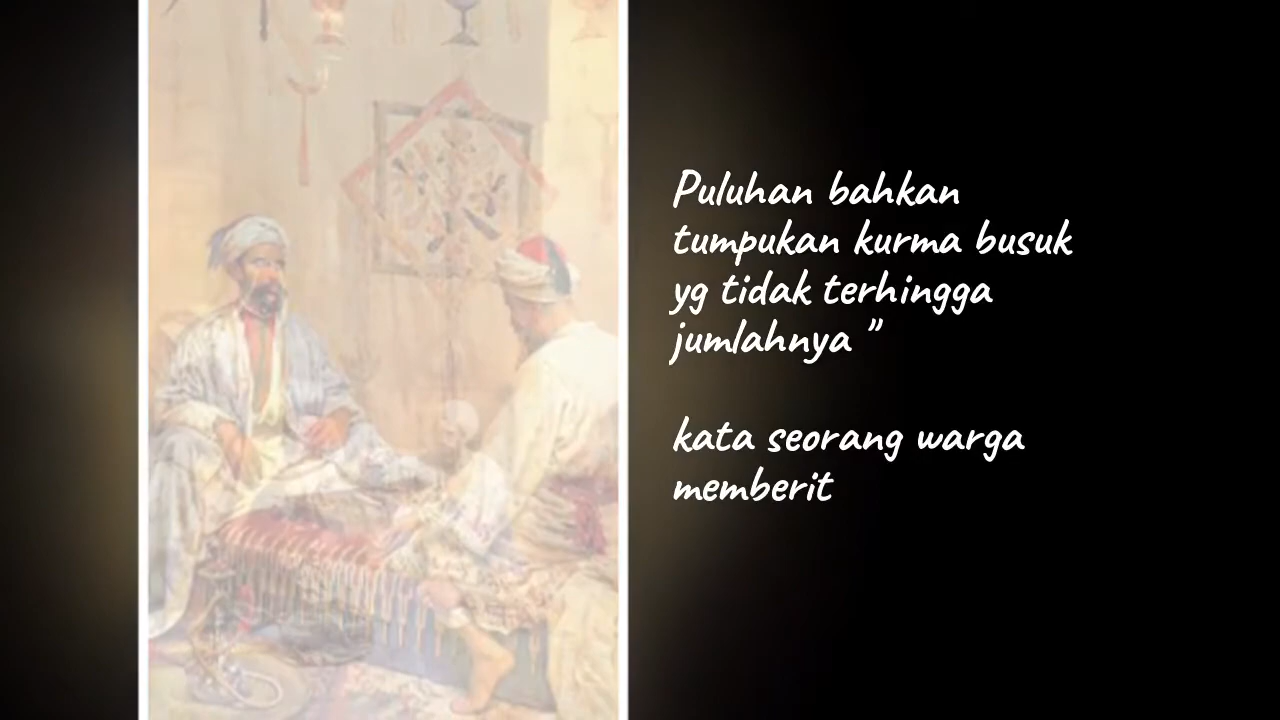 Puluhan bahkan
tumpukan kurma busuk
yg tidak terhingga
jumlahnya "
kata seorang warga
memberit